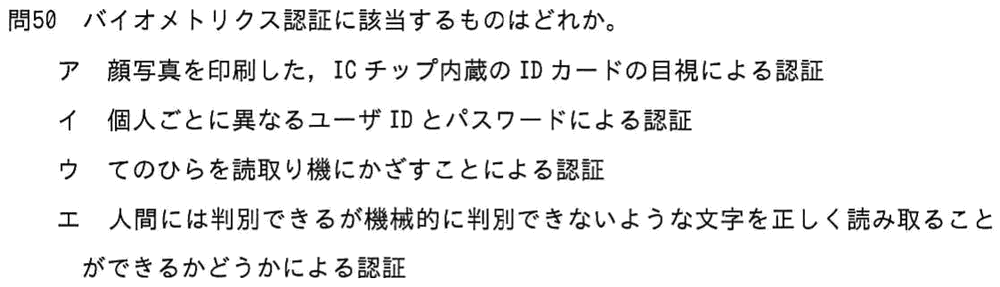 問50 バイオメトリクス認証に該当するものはどれか。
ア 顔写真を印刷した，ICチップ内蔵のIDカードの目視による認証
イ 個人ごとに異なるユーザIDとパスワードによる認証
ウ てのひらを読取り機にかざすことによる認証
エ 人間には判別できるが機械的に判別できないような文字を正しく読み取ること
ができるかどうかによる認証